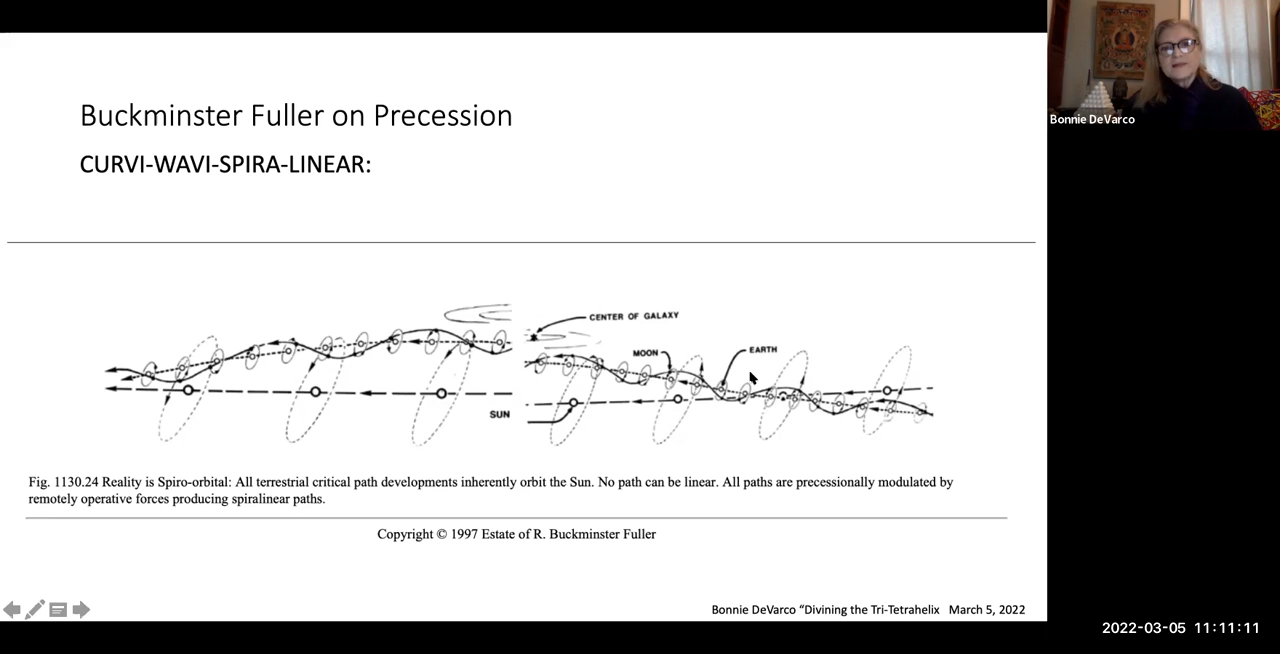 Buckminster Fuller on Precession
CURVI-WAVI-SPIRA-LINEAR:
CENTER OF GALAXY
MOON
EARTH
SUN
Fig. 1130.24 Reality is Spiro-orbital: All terrestrial critical path developments inherently orbit the Sun. No path can be linear. All paths are precessionally modulated by
remotely operative forces producing spiralinear paths.
Copyright © 1997 Estate of R. Buckminster Fuller
Bonnie DeVarco “Divining the Tri-Tetrahelix March 5, 2022
Bonnie DeVarco
2022-03-05 11:11:11